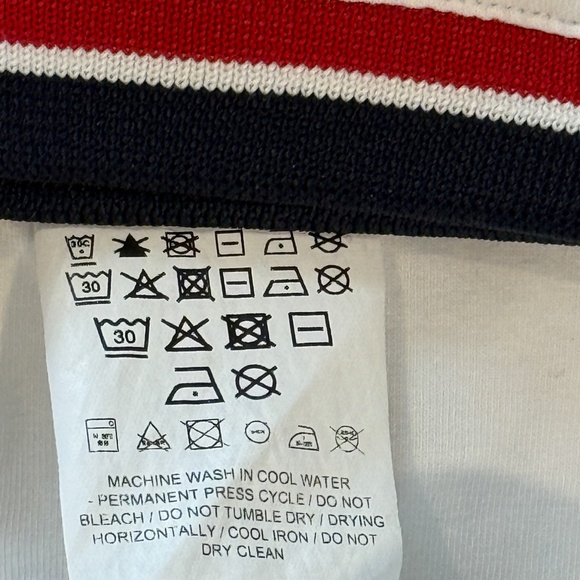 30C
30
30
MACHINE WASH IN COOL WATER
- PERMANENT PRESS CYCLE / DO NOT
BLEACH / DO NOT TUMBLE DRY / DRYING
HORIZONTALLY / COOL IRON / DO NOT
DRY CLEAN